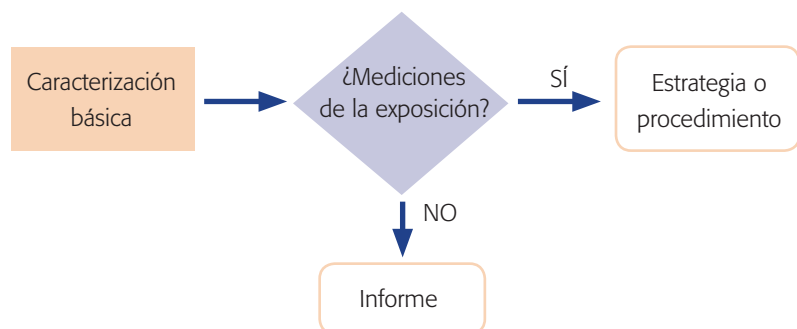 Caracterización
básica
¿Mediciones
de la exposición?
SÍ
Estrategia o
procedimiento
NO
Informe